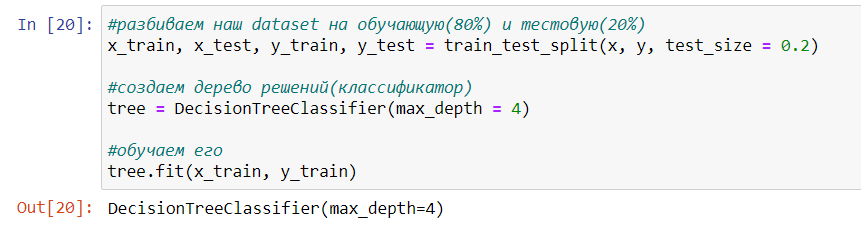 In [20]: #разбиваем наш dataset на обучающую(80%) и тестовую(20%)
x_train, x_test, y_train, y_test = train_test_split(x, y, test_size = 0.2)
#создаем дерево решений(классификатор)
tree = DecisionTreeClassifier(max_depth = 4)
#обучаем его
tree.fit(x_train, y_train)
Out[20]: DecisionTreeClassifier(max_depth=4)